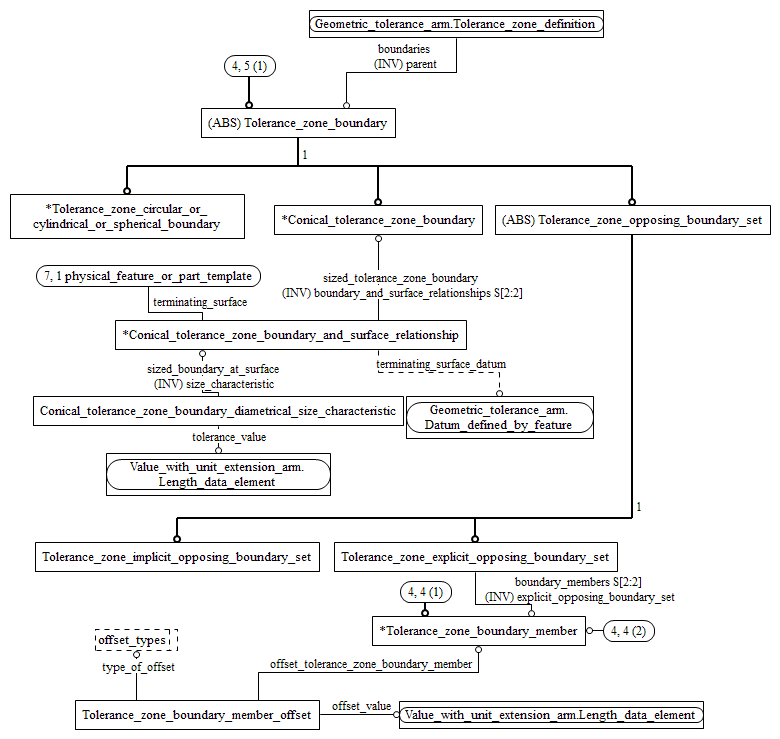 Geometric_tolerance_arm.Tolerance_zone_definition
boundaries
(INV) parent
4, 5 (1)
(ABS) Tolerance_zone_boundary
1
*Tolerance_zone_circular_or_
cylindrical_or_spherical_boundary
*Conical_tolerance_zone_boundary
(ABS) Tolerance_zone_opposing_boundary_set
7, 1 physical_feature_or_part_template
sized_tolerance_zone_boundary
(INV) boundary_and_surface_relationships S[2:2]
terminating_surface
*Conical_tolerance_zone_boundary_and_surface_relationship
sized_boundary_at_surface
(INV) size_characteristic
terminating_surface_datum
Conical_tolerance_zone_boundary_diametrical_size_characteristic
Geometric_tolerance_arm.
Datum_defined_by_feature
tolerance_value
Value_with_unit_extension_arm.
Length_data_element
1
Tolerance_zone_implicit_opposing_boundary_set
Tolerance_zone_explicit_opposing_boundary_set
boundary_members S[2:2]
(INV) explicit_opposing_boundary_set
4, 4 (1)
*Tolerance_zone_boundary_member
4, 4 (2)
offset_types
type_of_offset
offset_tolerance_zone_boundary_member
Tolerance_zone_boundary_member_offset
offset_value
Value_with_unit_extension_arm.Length_data_element